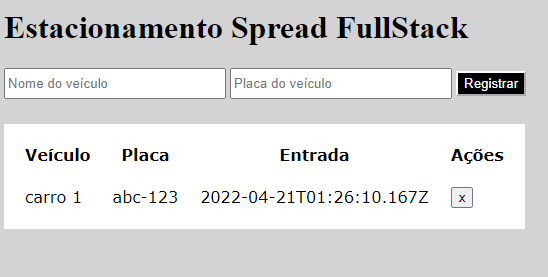 Estacionamento Spread FullStack
Nome do veículo Placa do veículo Registrar
Veículo Placa Entrada Ações
carro 1 abc-123 2022-04-21T01:26:10.167Z x